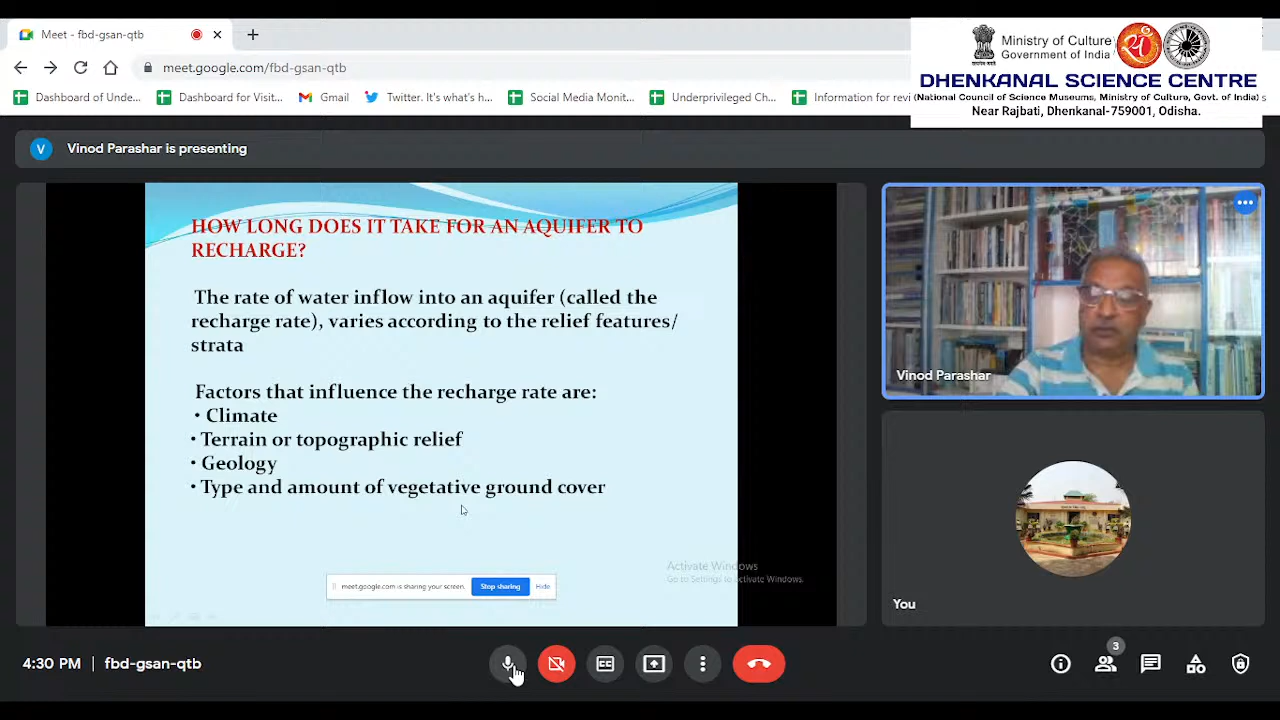 Meet - fbd-gsan-qtb
meet.google.com/fbd-gsan-qtb
Dashboard of Unde...
Dashboard for Visit...
Gmail
Twitter. It's what's h...
Social Media Monit...
Underprivileged Ch...
Information for revi
Ministry of Culture
Government of India
DHENKANAL SCIENCE CENTRE
(National Council of Science Museums, Ministry of Culture, Govt. of India)
Near Rajbati, Dhenkanal-759001, Odisha.
V
Vinod Parashar is presenting
HOW LONG DOES IT TAKE FOR AN AQUIFER TO
RECHARGE?
The rate of water inflow into an aquifer (called the
recharge rate), varies according to the relief features/
strata
Factors that influence the recharge rate are:
• Climate
• Terrain or topographic relief
• Geology
• Type and amount of vegetative ground cover
Activate Windows
Go to Settings to activate Windows.
meet.google.com is sharing your screen.
Stop sharing
Hide
Vinod Parashar
You
4:30 PM | fbd-gsan-qtb
CC
3